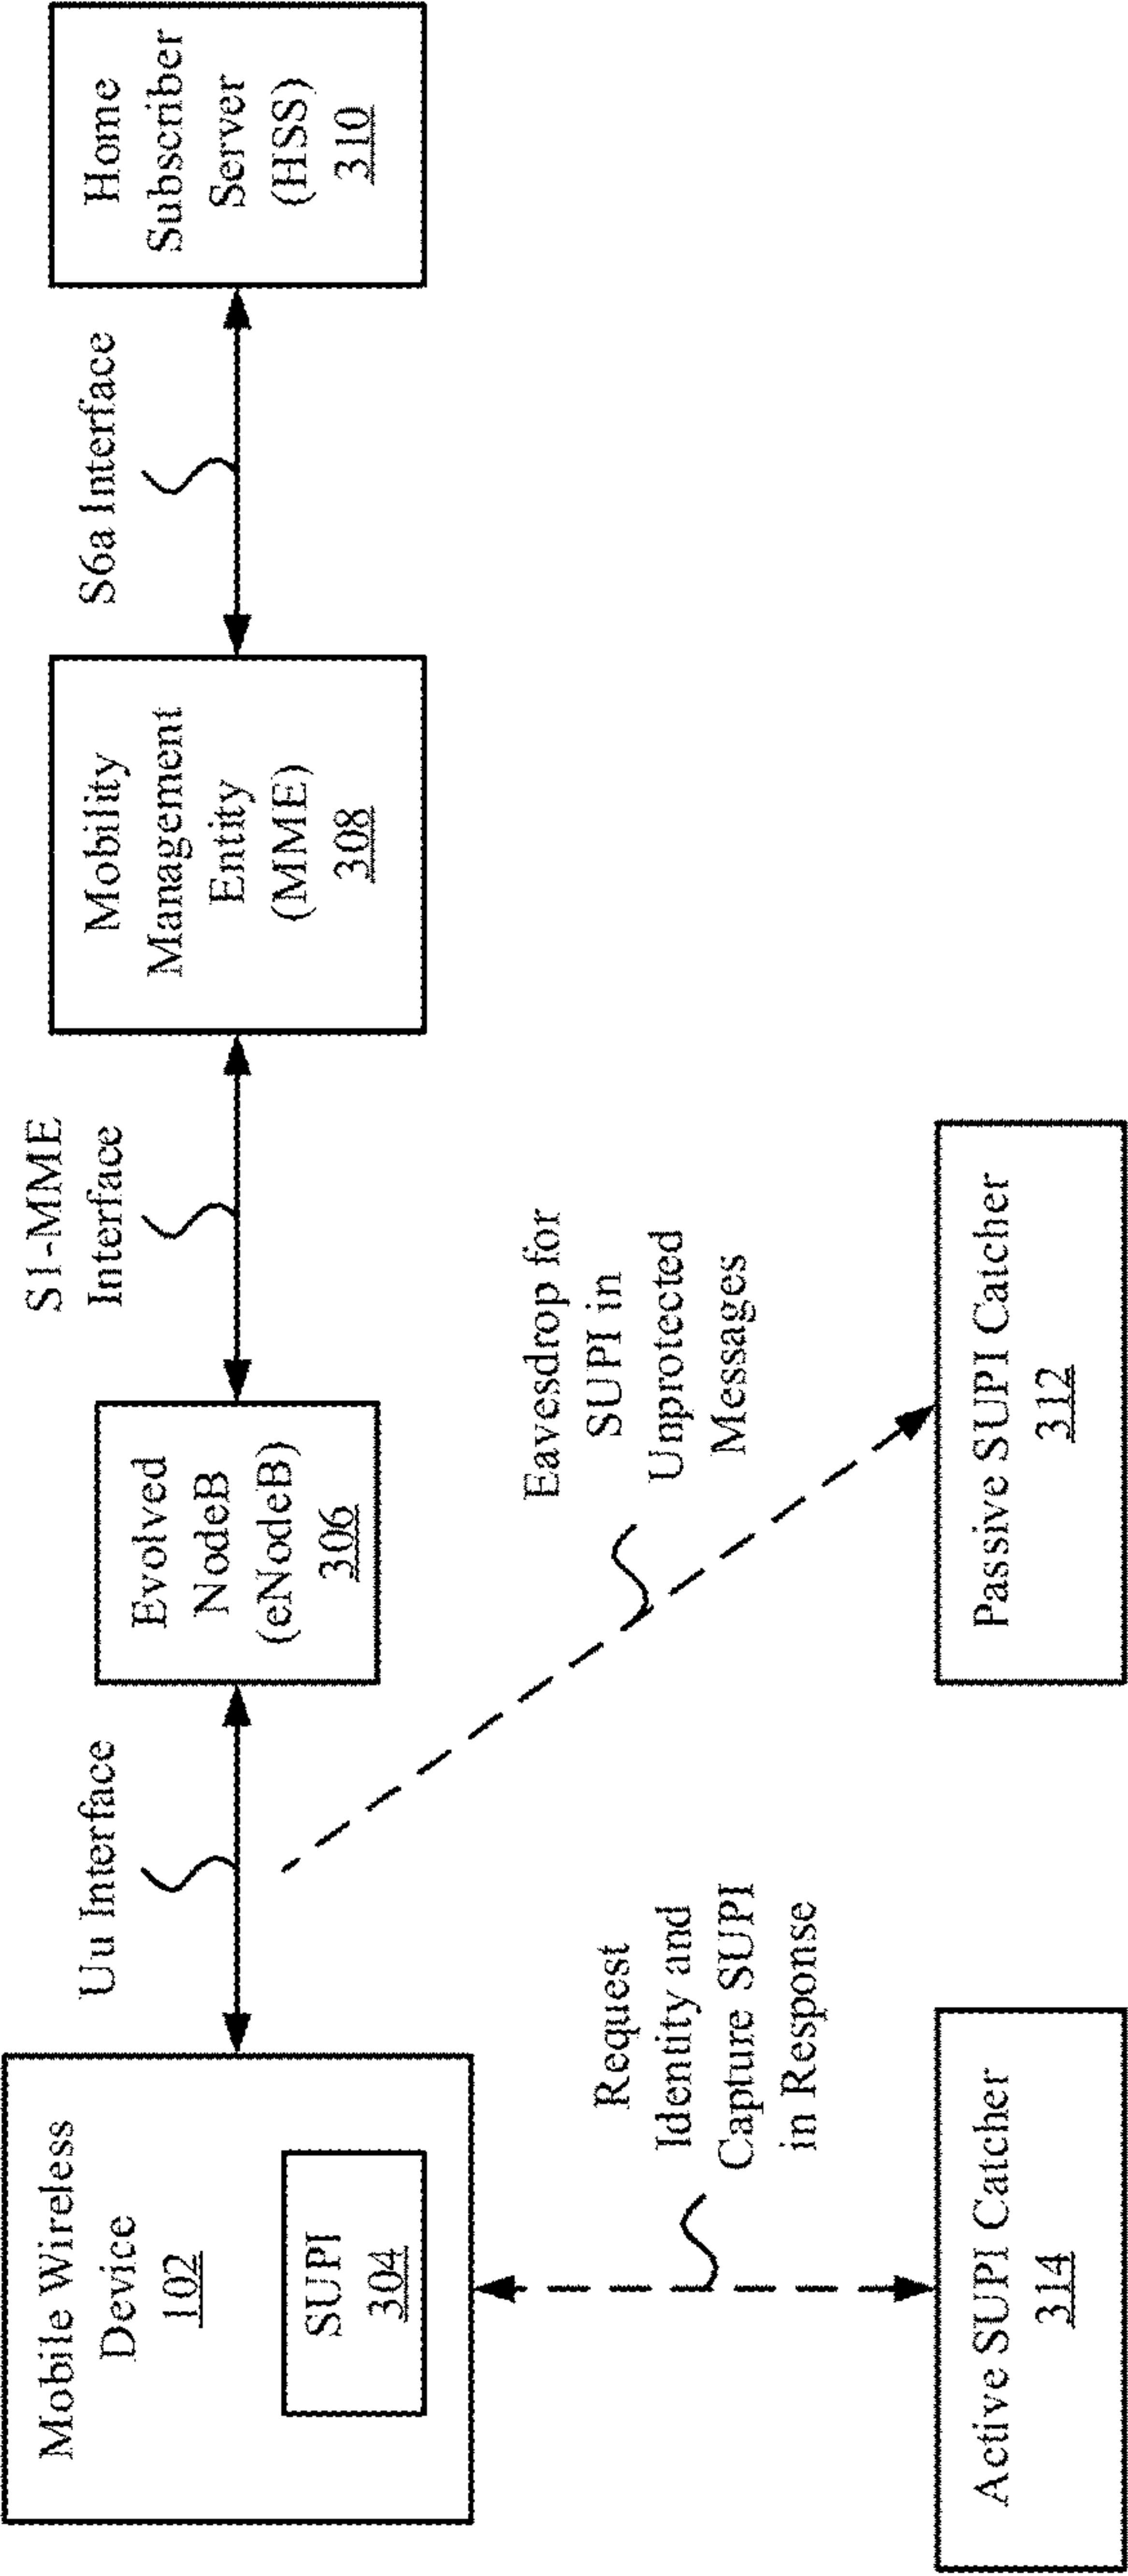 Mobile Wireless
Device
102
SUPI
304
Uu Interface
Evolved
NodeB
(eNodeB)
306
S1-MME
Interface
Mobility
Management
Entity
(MME)
308
S6a Interface
Home
Subscriber
Server
(HSS)
310
Request
Identity and
Capture SUPI
in Response
Eavesdrop for
SUPI in
Unprotected
Messages
Active SUPI Catcher
314
Passive SUPI Catcher
312